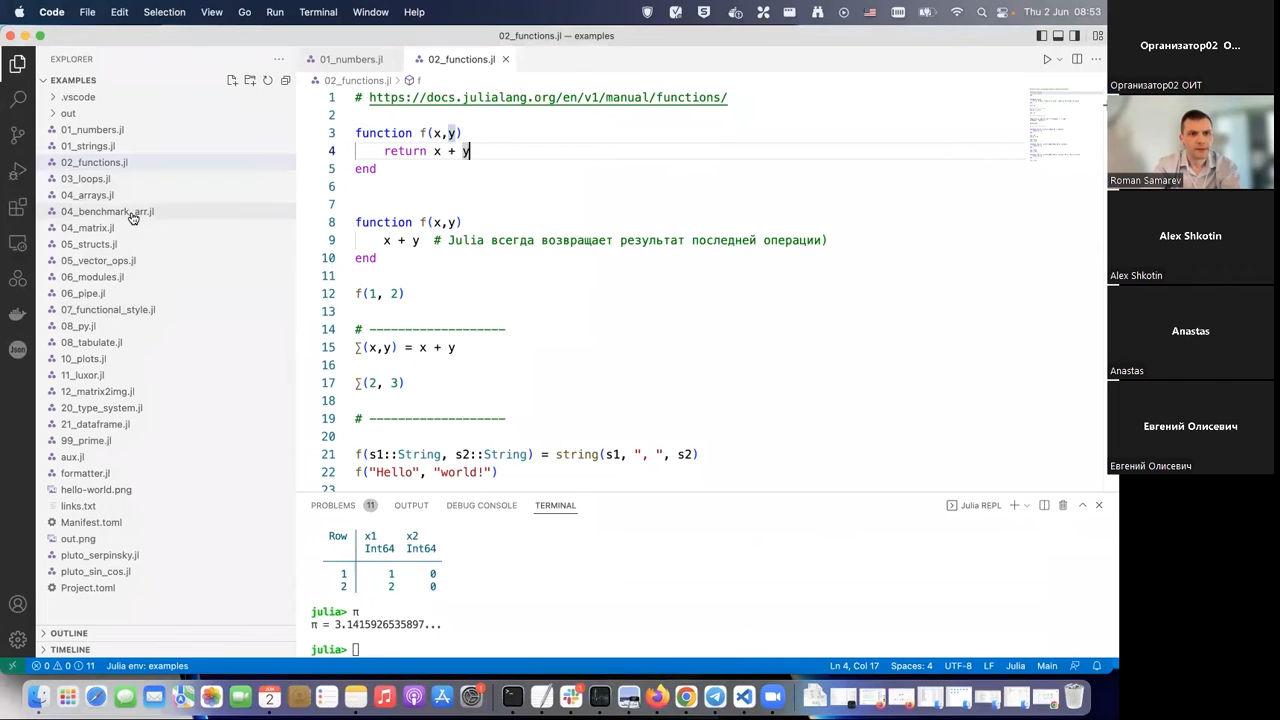 Code File Edit Selection View Go Run Terminal Window Help Thu 2 Jun 08:53
02_functions.jl — examples
EXPLORER
EXAMPLES
.vscode
out
01_numbers.jl
01_strings.jl
02_functions.jl
03_loops.jl
04_arrays.jl
04_benchmark_arr.jl
04_matrix.jl
05_structs.jl
05_vector_ops.jl
06_modules.jl
06_pipe.jl
07_functional_style.jl
08_py.jl
08_tabulate.jl
10_plots.jl
11_luxor.jl
12_matrix2img.jl
20_type_system.jl
21_dataframe.jl
99_prime.jl
aux.jl
formatter.jl
hello-world.png
links.txt
Manifest.toml
out.png
pluto_serpinsky.jl
pluto_sin_cos.jl
Project.toml
OUTLINE
TIMELINE
01_numbers.jl 02_functions.jl
02_functions.jl f
1 # https://docs.julialang.org/en/v1/manual/functions/
2
3 function f(x,y)
4 return x + y
5 end
6
7
8 function f(x,y)
9 x + y # Julia всегда возвращает результат последней операции)
10 end
11
12 f(1, 2)
13
14 # -------------------
15 ∑(x,y) = x + y
16
17 ∑(2, 3)
18
19 # -------------------
20
21 f(s1::String, s2::String) = string(s1, ", ", s2)
22 f("Hello", "world!")
23
PROBLEMS 11 OUTPUT DEBUG CONSOLE TERMINAL Julia REPL
Row x1 x2
Int64 Int64
1 1 0
2 2 0
julia> π
π = 3.1415926535897...
julia>
0 0 11 Julia env: examples Ln 4, Col 17 Spaces: 4 UTF-8 LF Julia Main
Организатор02 О...
Организатор02 ОИТ
Roman Samarev
Alex Shkotin
Alex Shkotin
Anastas
Anastas
Евгений Олисевич
Евгений Олисевич